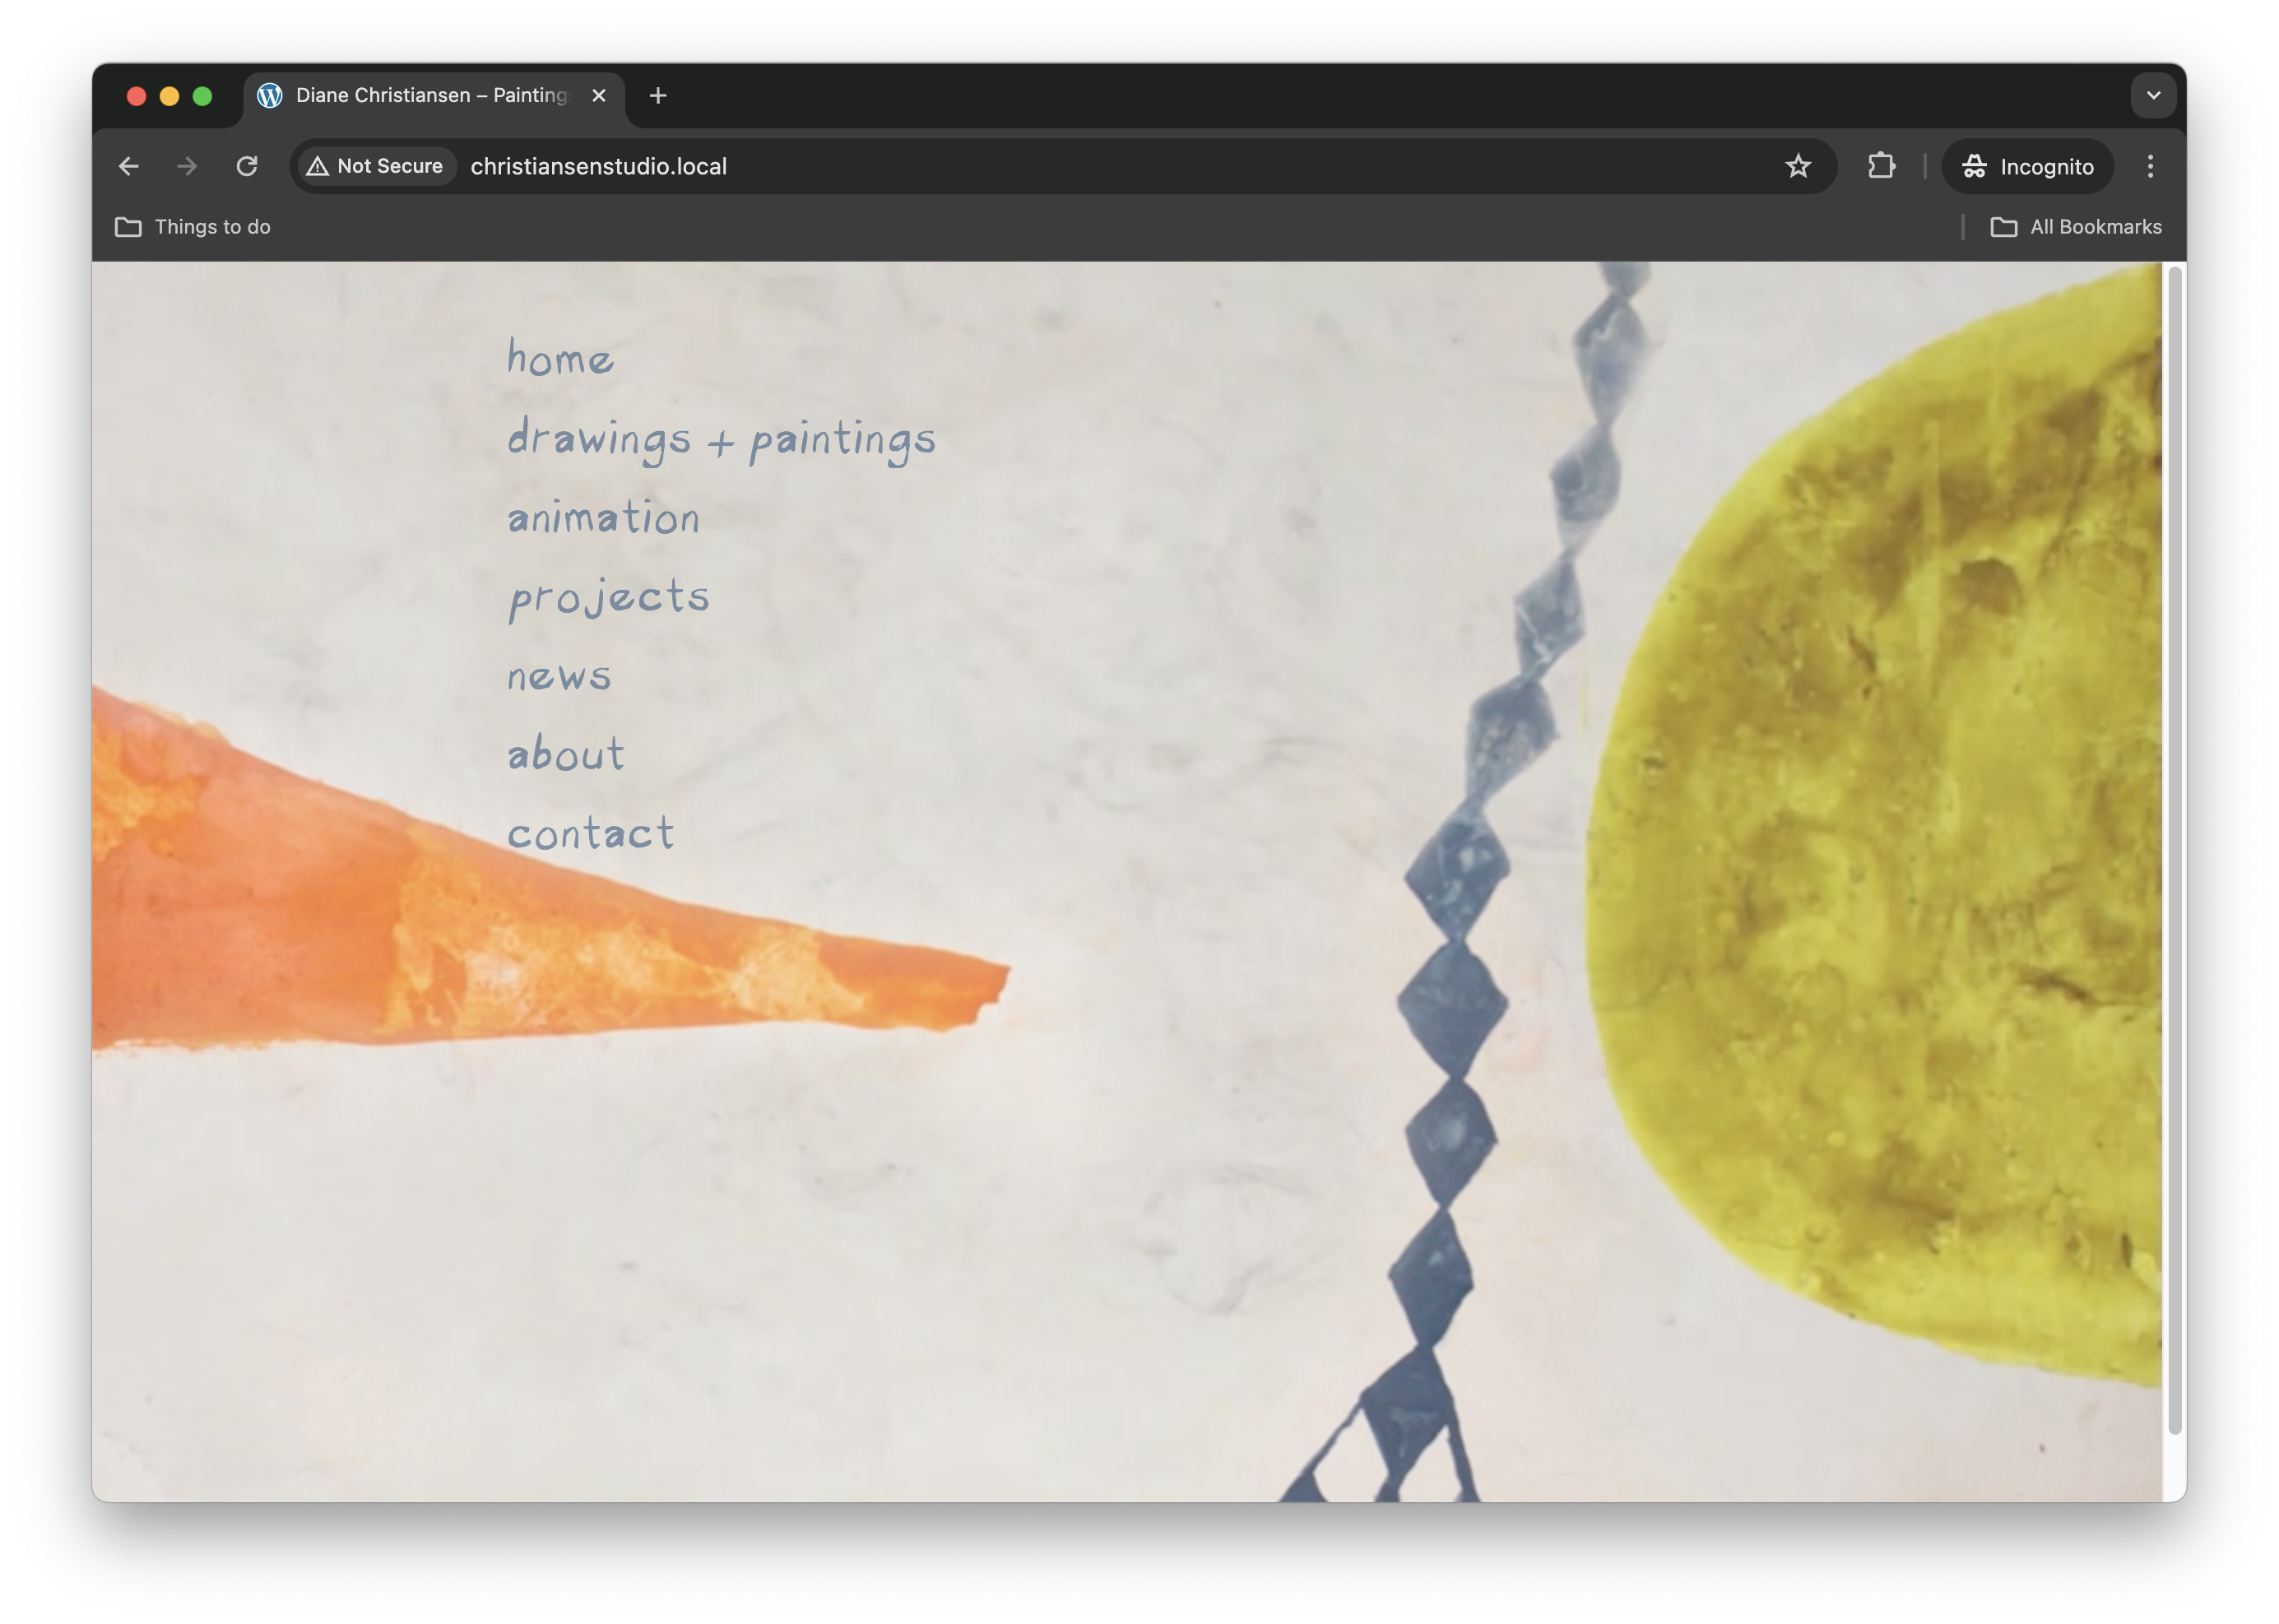 Diane Christiansen – Painting
Not Secure
christiansenstudio.local
Incognito
Things to do
All Bookmarks
home
drawings + paintings
animation
projects
news
about
contact